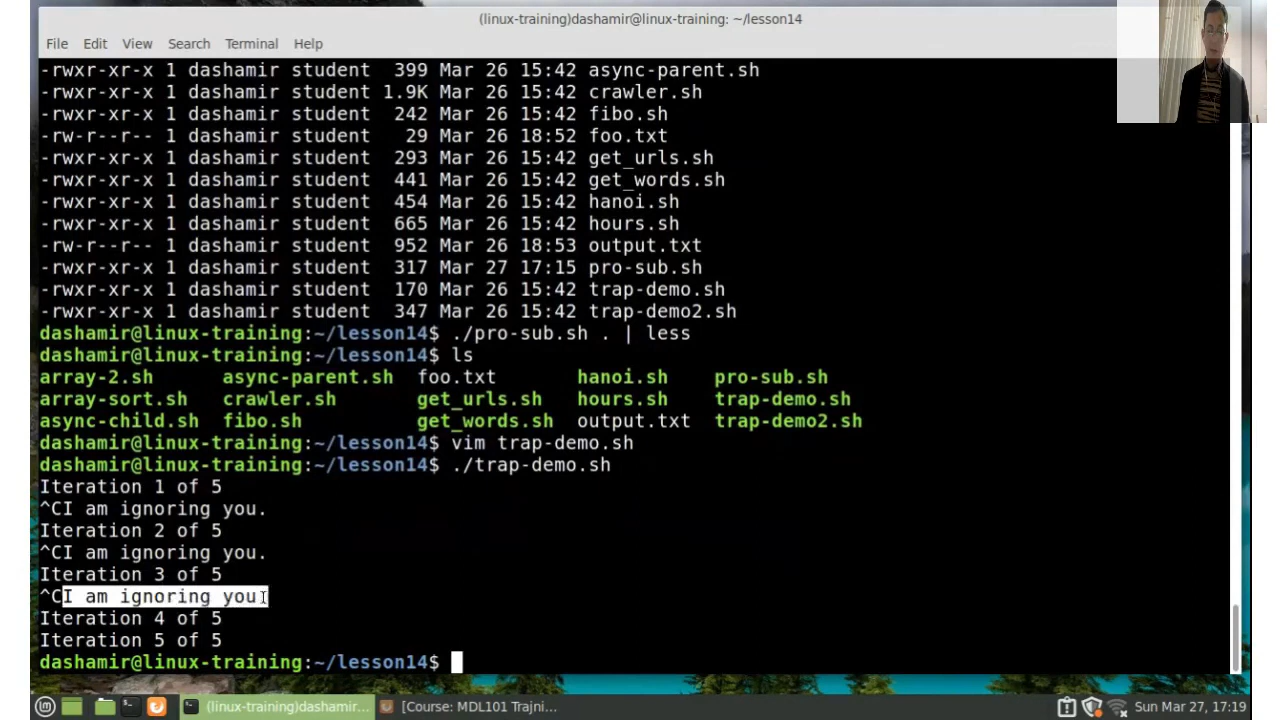 (linux-training)dashamir@linux-training: ~/lesson14
File Edit View Search Terminal Help
-rwxr-xr-x 1 dashamir student 399 Mar 26 15:42 async-parent.sh
-rwxr-xr-x 1 dashamir student 1.9K Mar 26 15:42 crawler.sh
-rwxr-xr-x 1 dashamir student 242 Mar 26 15:42 fibo.sh
-rw-r--r-- 1 dashamir student 29 Mar 26 18:52 foo.txt
-rwxr-xr-x 1 dashamir student 293 Mar 26 15:42 get_urls.sh
-rwxr-xr-x 1 dashamir student 441 Mar 26 15:42 get_words.sh
-rwxr-xr-x 1 dashamir student 454 Mar 26 15:42 hanoi.sh
-rwxr-xr-x 1 dashamir student 665 Mar 26 15:42 hours.sh
-rw-r--r-- 1 dashamir student 952 Mar 26 18:53 output.txt
-rwxr-xr-x 1 dashamir student 317 Mar 27 17:15 pro-sub.sh
-rwxr-xr-x 1 dashamir student 170 Mar 26 15:42 trap-demo.sh
-rwxr-xr-x 1 dashamir student 347 Mar 26 15:42 trap-demo2.sh
dashamir@linux-training:~/lesson14$ ./pro-sub.sh . | less
dashamir@linux-training:~/lesson14$ ls
array-2.sh async-parent.sh foo.txt hanoi.sh pro-sub.sh
array-sort.sh crawler.sh get_urls.sh hours.sh trap-demo.sh
async-child.sh fibo.sh get_words.sh output.txt trap-demo2.sh
dashamir@linux-training:~/lesson14$ vim trap-demo.sh
dashamir@linux-training:~/lesson14$ ./trap-demo.sh
Iteration 1 of 5
^CI am ignoring you.
Iteration 2 of 5
^CI am ignoring you.
Iteration 3 of 5
^CI am ignoring you.
Iteration 4 of 5
Iteration 5 of 5
dashamir@linux-training:~/lesson14$
(linux-training)dashamir... [Course: MDL101 Trajni... Sun Mar 27, 17:19